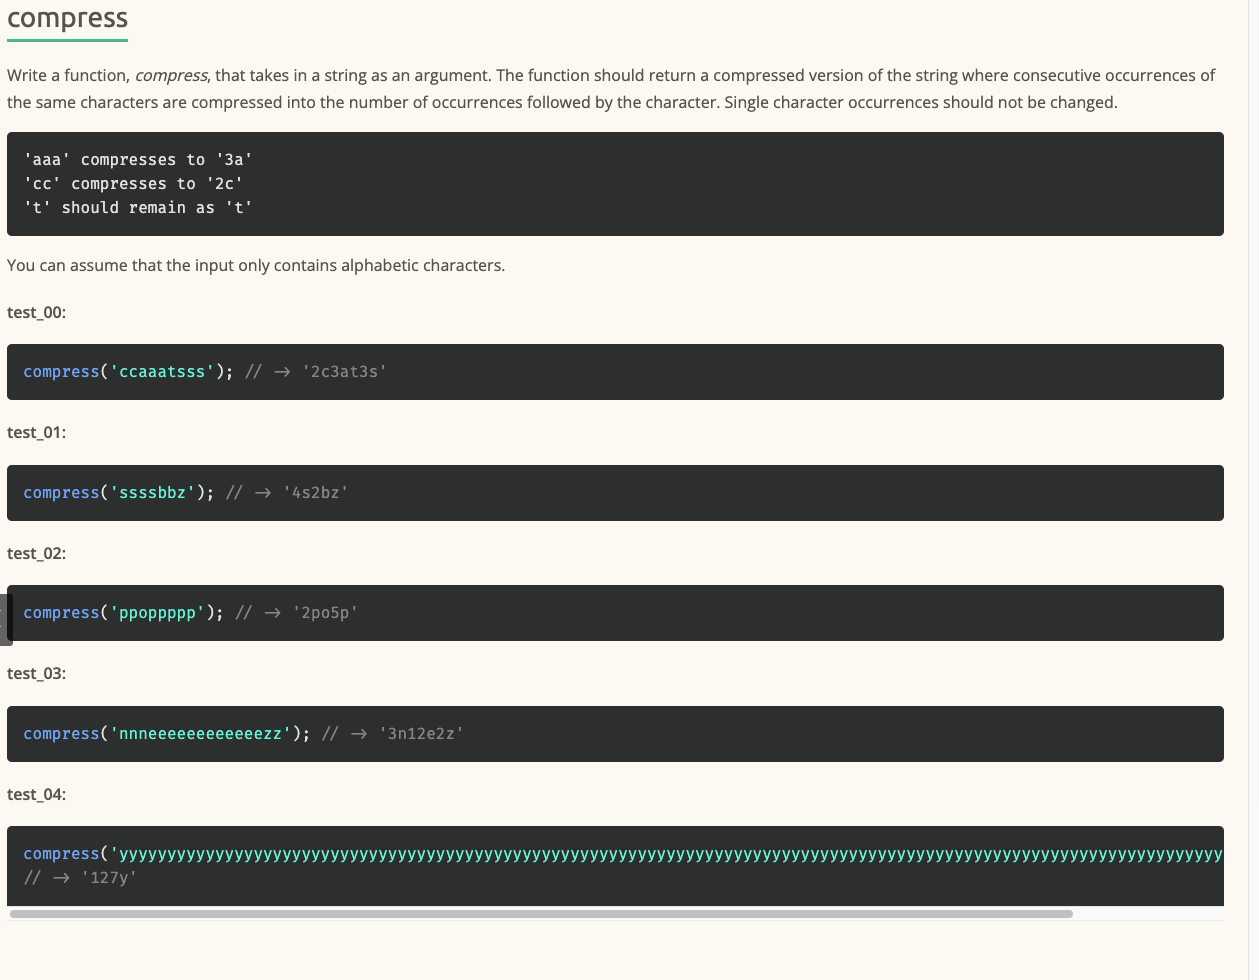 compress
Write a function, compress, that takes in a string as an argument. The function should return a compressed version of the string where consecutive occurrences of
the same characters are compressed into the number of occurrences followed by the character. Single character occurrences should not be changed.
'aaa' compresses to '3a'
'cc' compresses to '2c'
't' should remain as 't'
You can assume that the input only contains alphabetic characters.
test_00:
compress('ccaaatsss'); // -> '2c3at3s'
test_01:
compress('ssssbbz'); // -> '4s2bz'
test_02:
compress('ppoppppp'); // -> '2po5p'
test_03:
compress('nnneeeeeeeeeeeezz'); // -> '3n12e2z'
test_04:
compress('yyyyyyyyyyyyyyyyyyyyyyyyyyyyyyyyyyyyyyyyyyyyyyyyyyyyyyyyyyyyyyyyyyyyyyyyyyyyyyyyyyyyyyyyyyyyyyyyyyyyyyyyyyyyyyyyyyy
// -> '127y'